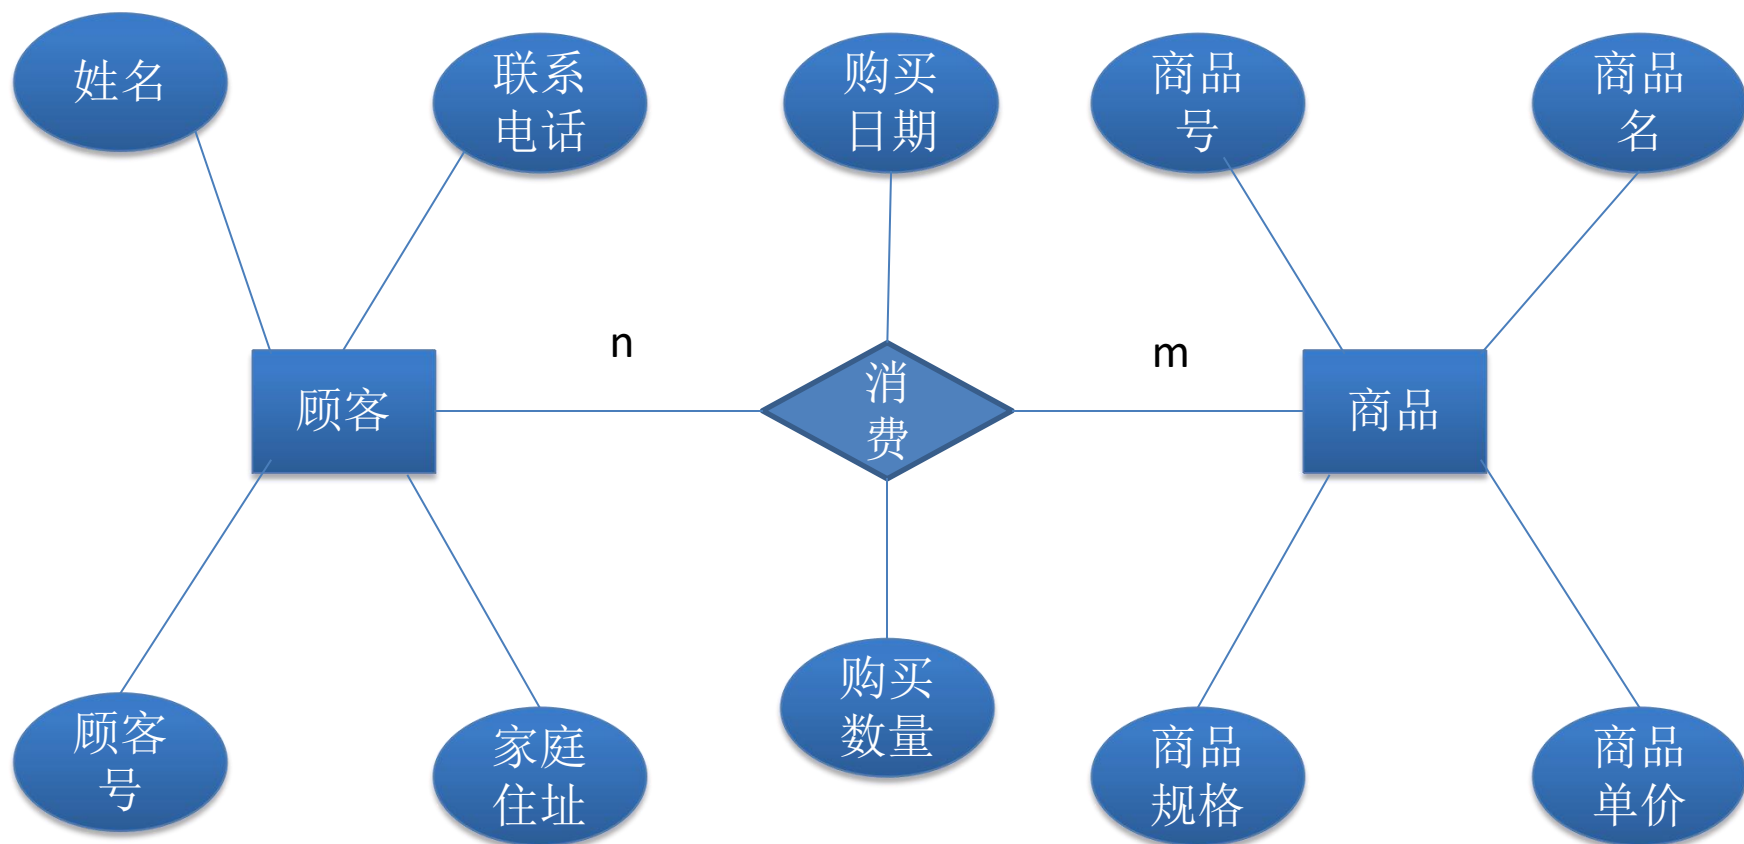 姓名
联系
电话
购买
日期
商品
号
商品
名
n
m
顾客
消
费
商品
顾客
号
家庭
住址
购买
数量
商品
规格
商品
单价